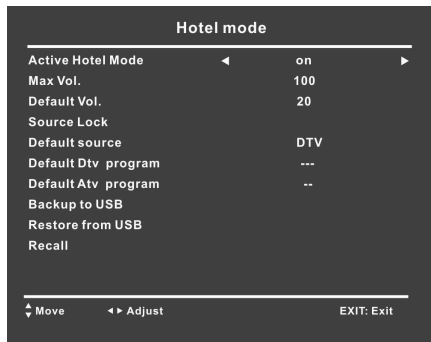 Hotel mode
Active Hotel Mode ◀ on ▶
Max Vol. 100
Default Vol. 20
Source Lock
Default source DTV
Default Dtv program ---
Default Atv program --
Backup to USB
Restore from USB
Recall
Move ◀▶ Adjust EXIT: Exit